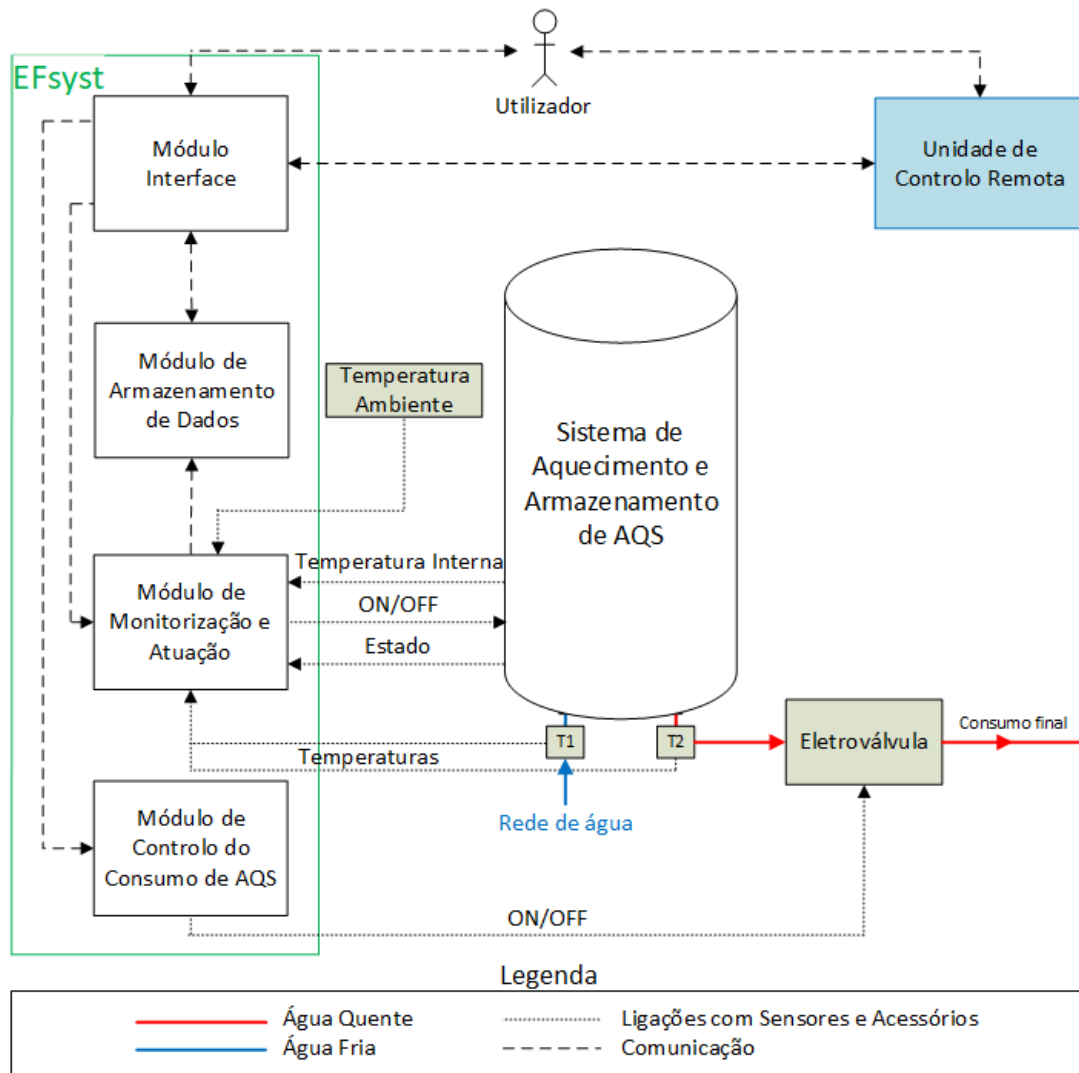 EFsyst
Utilizador
Módulo
Interface
Unidade de
Controlo Remota
Módulo de
Armazenamento
de Dados
Temperatura
Ambiente
Sistema de
Aquecimento e
Armazenamento
de AQS
Módulo de
Monitorização e
Atuação
Temperatura Interna
ON/OFF
Estado
T1
T2
Temperaturas
Eletroválvula
Consumo final
Rede de água
Módulo de
Controlo do
Consumo de AQS
ON/OFF
Legenda
Água Quente
Ligações com Sensores e Acessórios
Água Fria
Comunicação